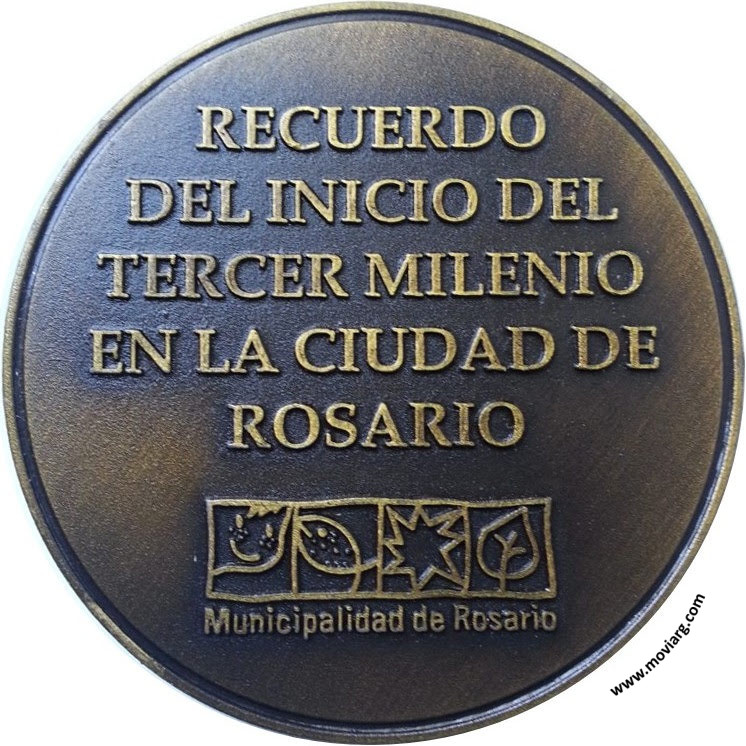 RECUERDO
DEL INICIO DEL
TERCER MILENIO
EN LA CIUDAD DE
ROSARIO
Municipalidad de Rosario
www.moviarg.com